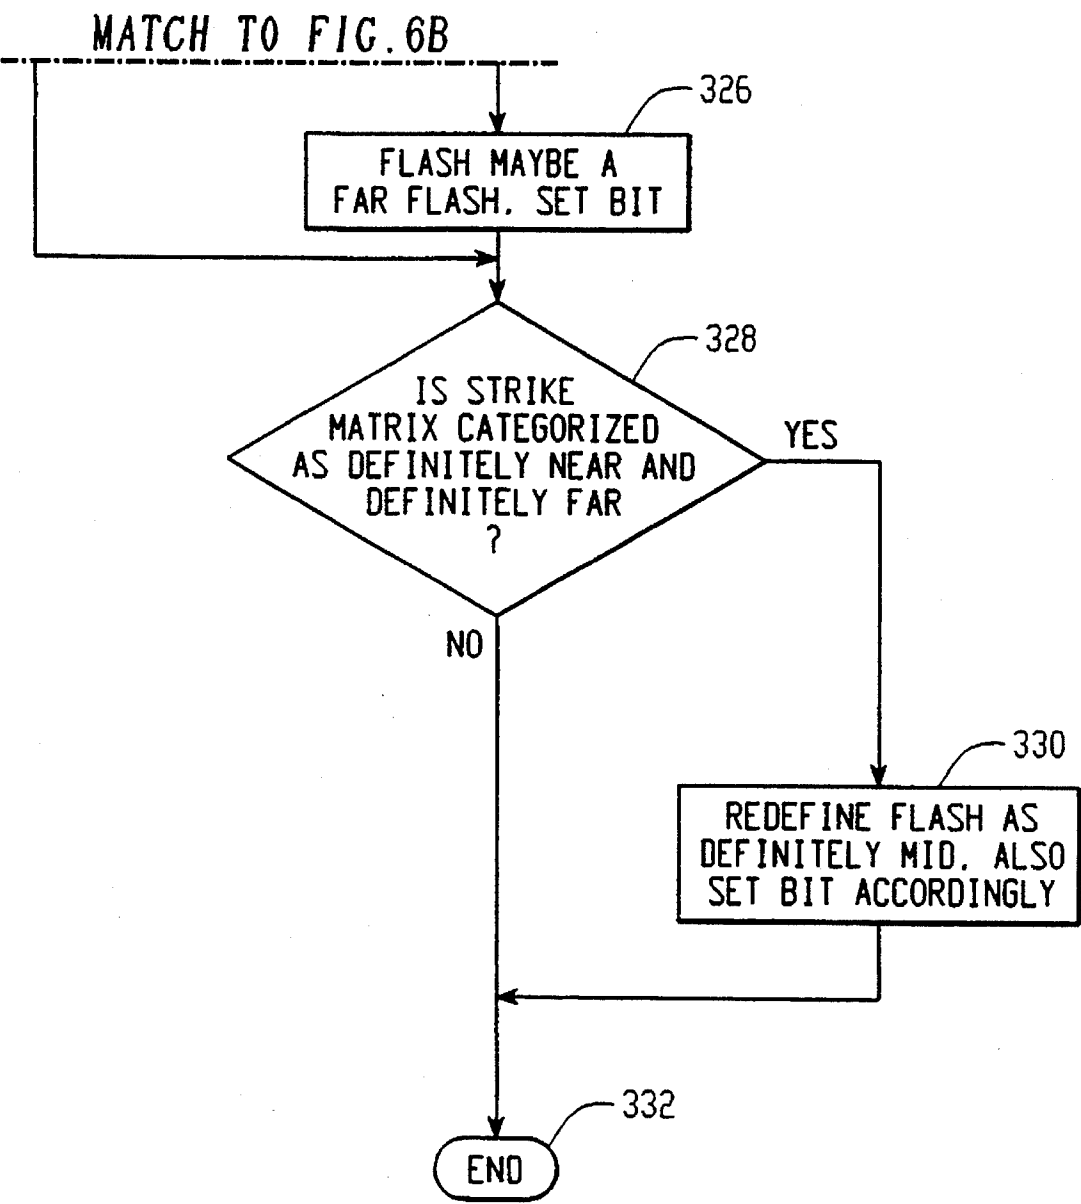 MATCH TO FIG.6B
326
FLASH MAYBE A
FAR FLASH. SET BIT
328
IS STRIKE
MATRIX CATEGORIZED
AS DEFINITELY NEAR AND
DEFINITELY FAR
?
YES
NO
330
REDEFINE FLASH AS
DEFINITELY MID. ALSO
SET BIT ACCORDINGLY
332
END